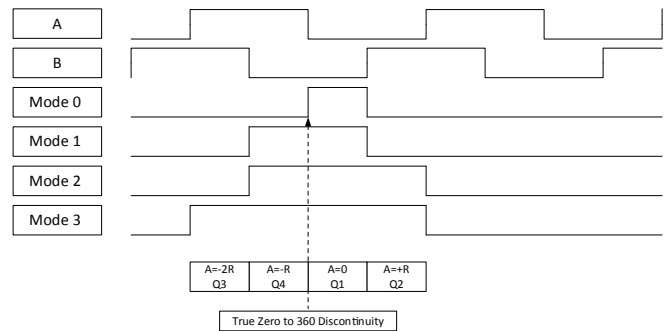 A
B
Mode 0
Mode 1
Mode 2
Mode 3
A=-2R A=-R A=0 A=+R
Q3 Q4 Q1 Q2
True Zero to 360 Discontinuity